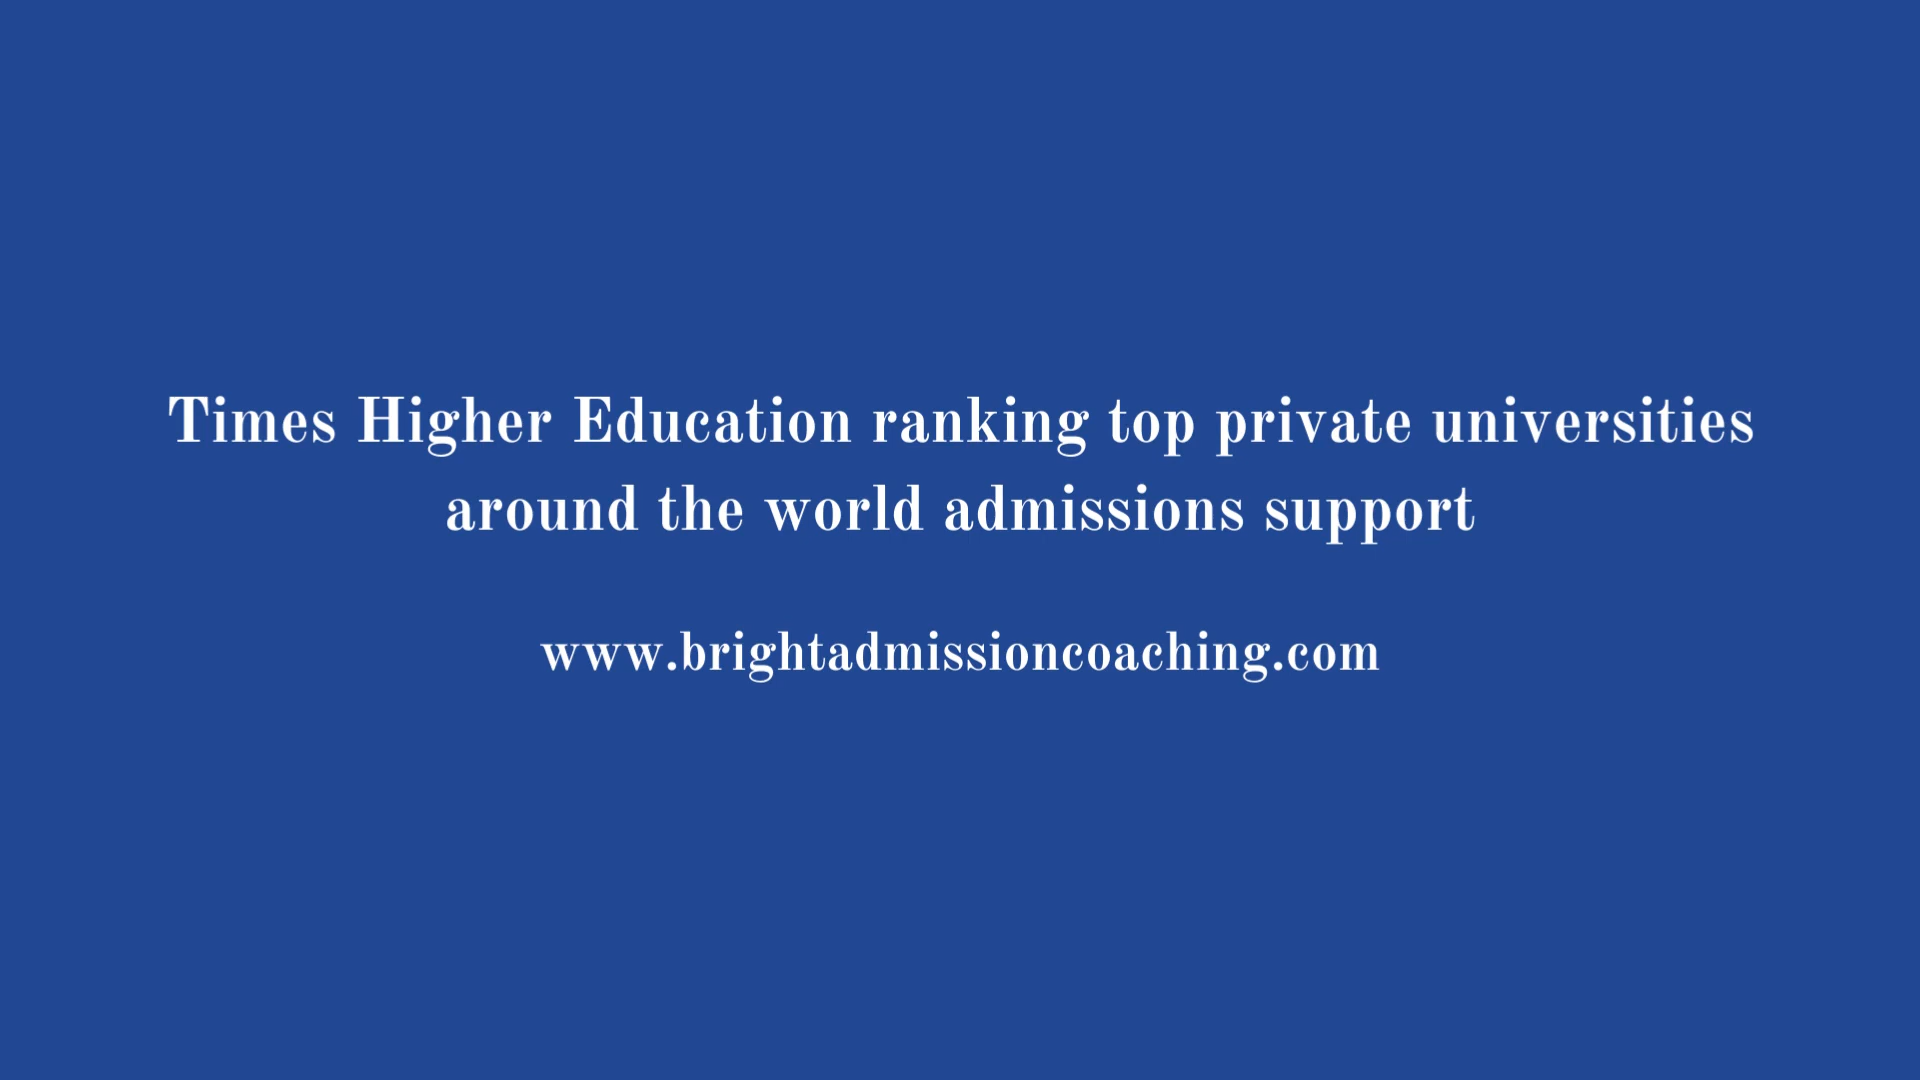 Times Higher Education ranking top private universities
around the world admissions support
www.brightadmissioncoaching.com